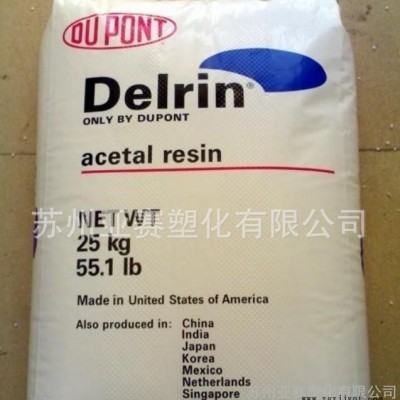 DU PONT
Delrin®
ONLY BY DUPONT
acetal resin
苏州亚赛塑化有限公司
NET WT
25 kg
55.1 lb
Made in United States of America
Also produced in: China
India
Japan
Korea
Mexico
Netherlands
Singapore